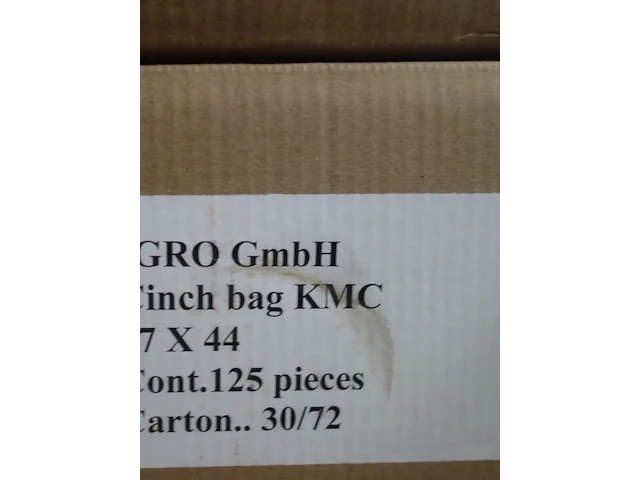 GRO GmbH
Cinch bag KMC
7 X 44
Cont.125 pieces
Carton.. 30/72